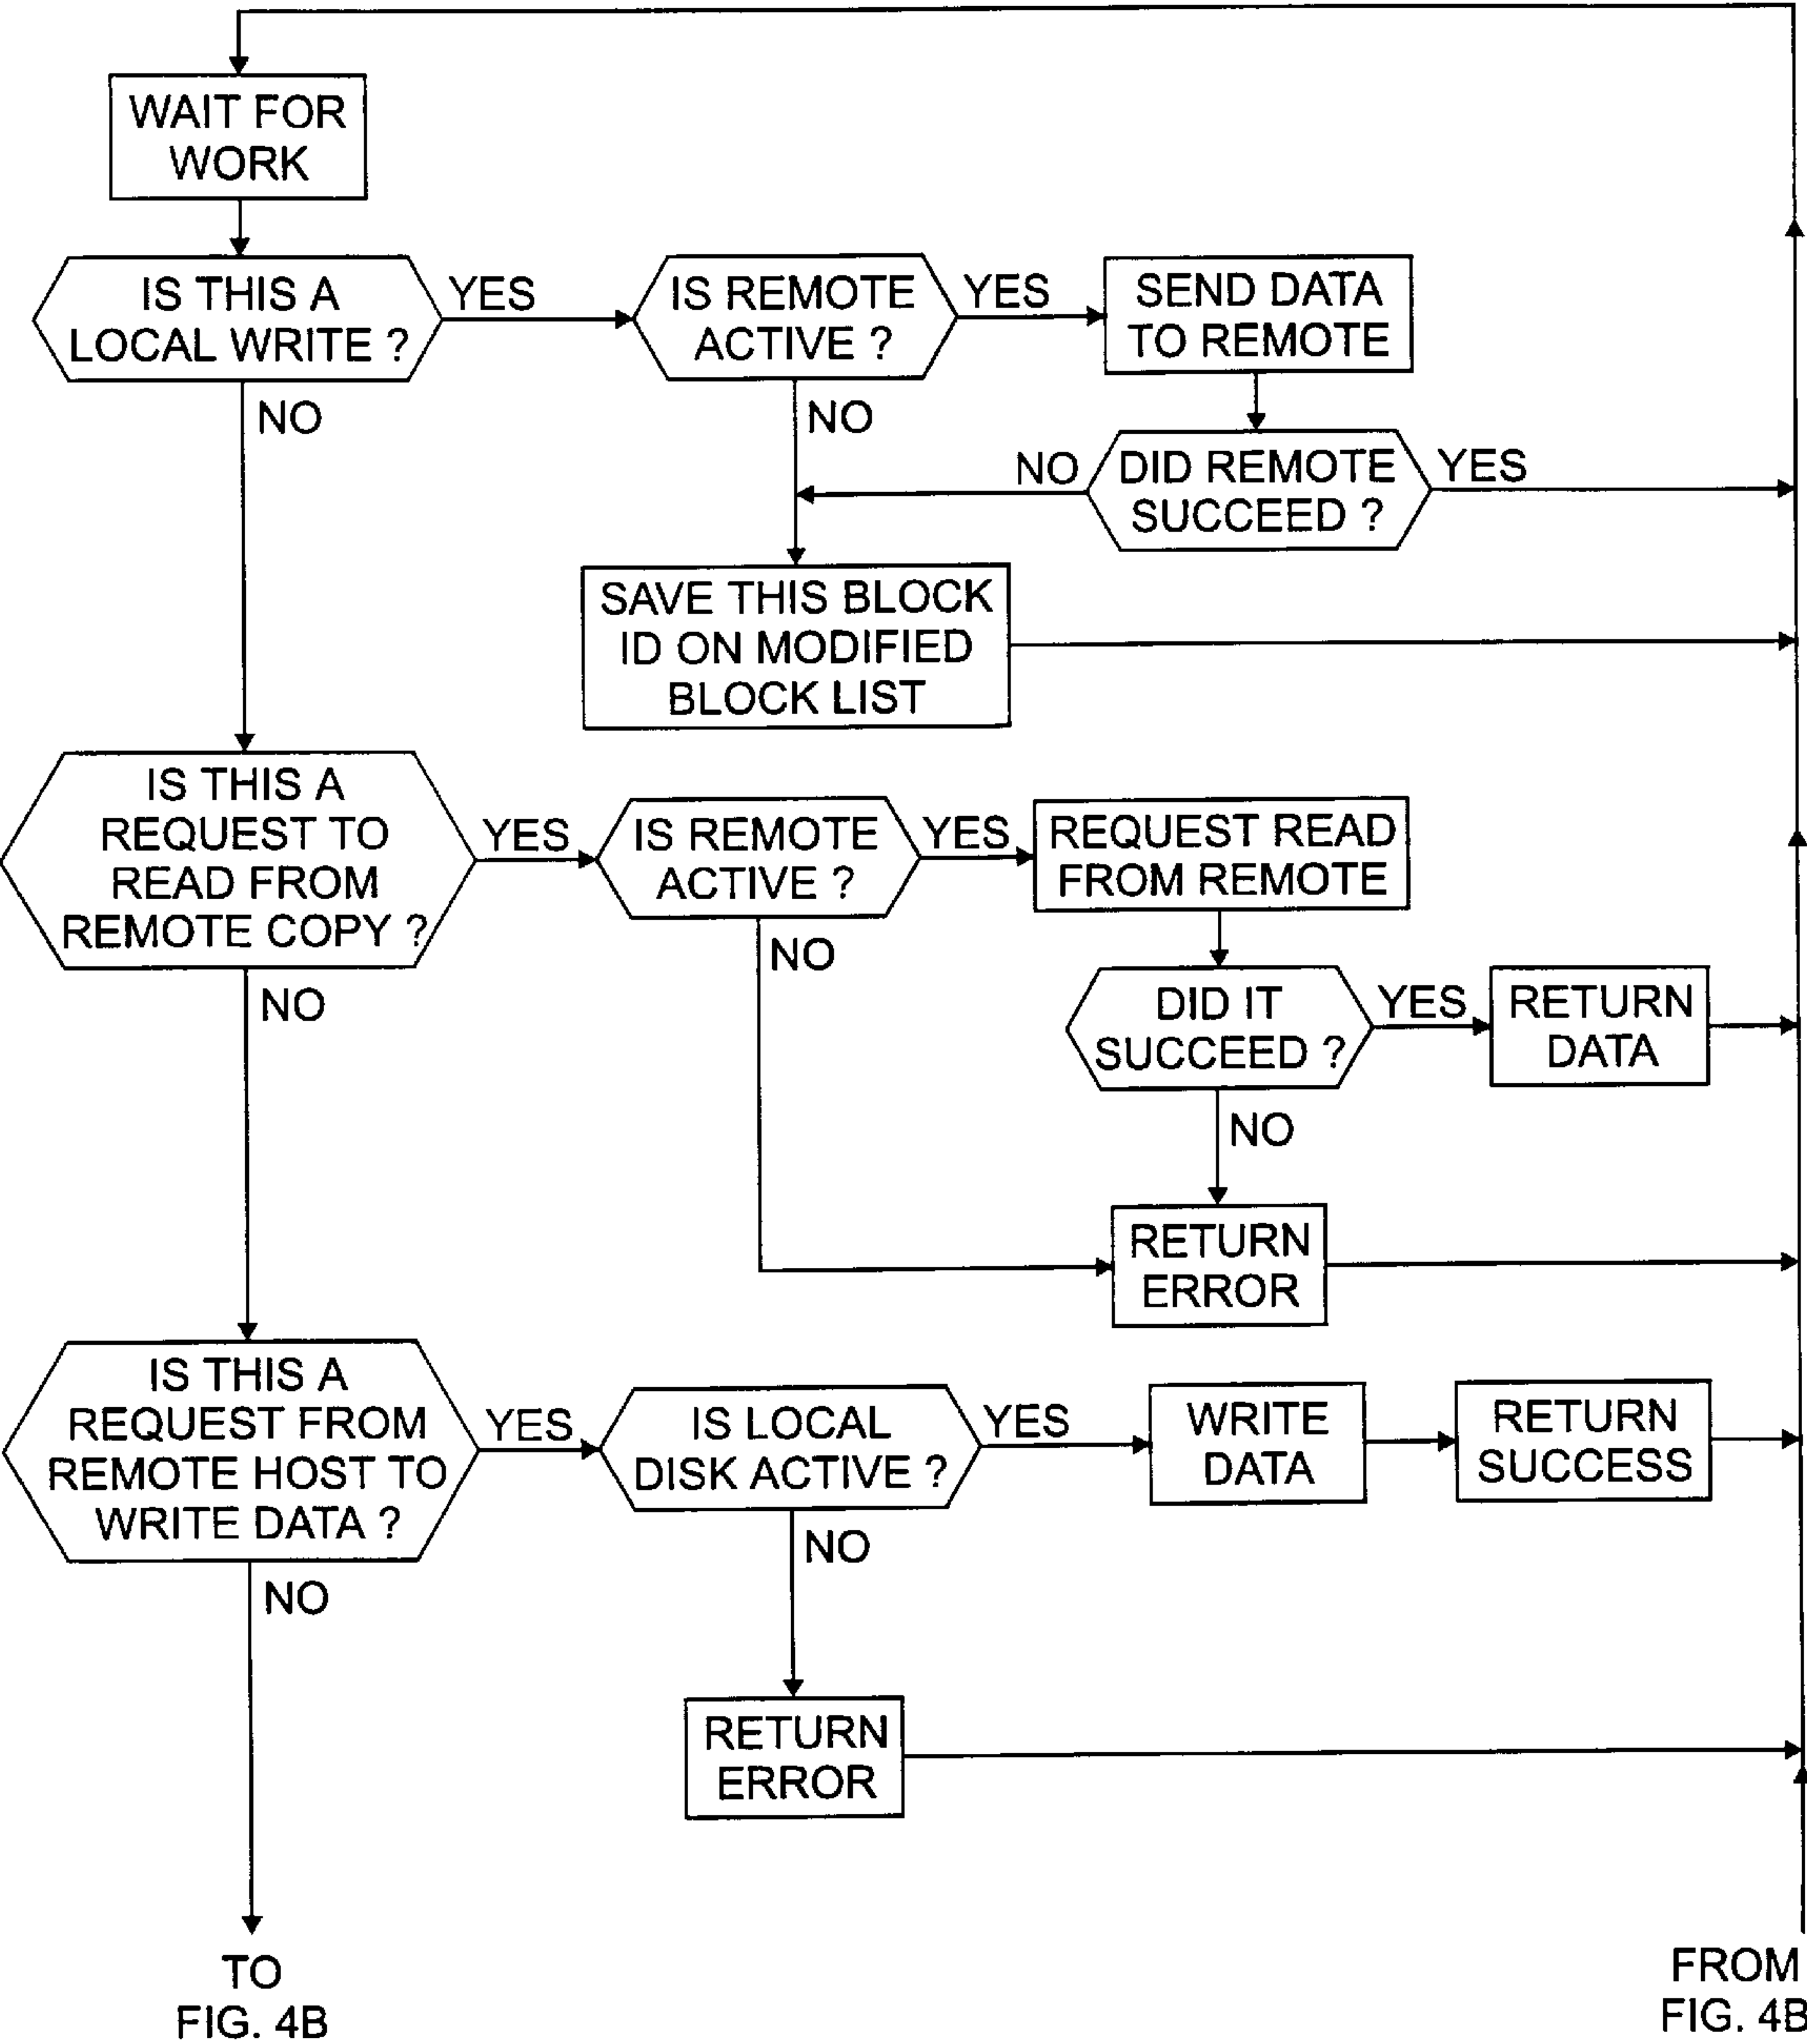 WAIT FOR
WORK
IS THIS A
LOCAL WRITE ?
YES
IS REMOTE
ACTIVE ?
YES
SEND DATA
TO REMOTE
NO
NO
NO
DID REMOTE
SUCCEED ?
YES
SAVE THIS BLOCK
ID ON MODIFIED
BLOCK LIST
IS THIS A
REQUEST TO
READ FROM
REMOTE COPY ?
YES
IS REMOTE
ACTIVE ?
YES
REQUEST READ
FROM REMOTE
NO
NO
DID IT
SUCCEED ?
YES
RETURN
DATA
NO
RETURN
ERROR
IS THIS A
REQUEST FROM
REMOTE HOST TO
WRITE DATA ?
YES
IS LOCAL
DISK ACTIVE ?
YES
WRITE
DATA
RETURN
SUCCESS
NO
NO
RETURN
ERROR
TO
FIG. 4B
FROM
FIG. 4B